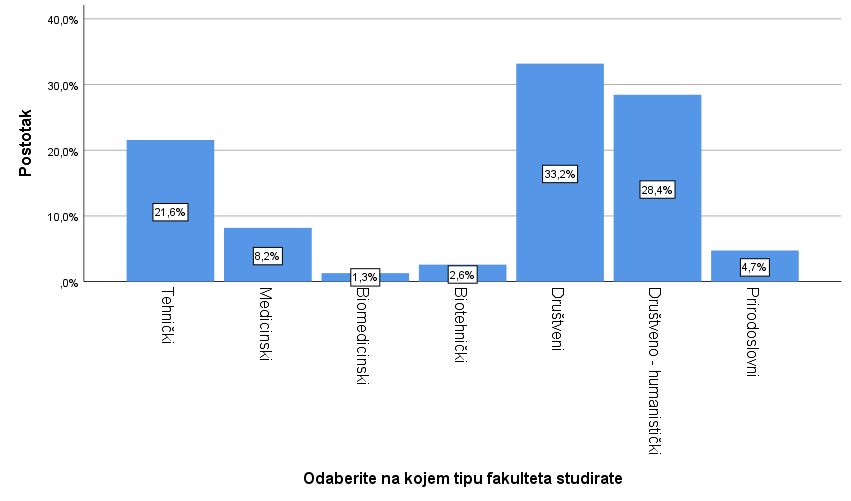 40,0%
30,0%
20,0%
10,0%
,0%
Postotak
21,6%
8,2%
1,3%
2,6%
33,2%
28,4%
4,7%
Tehnički
Medicinski
Biomedicinski
Biotehnički
Društveni
Društveno - humanistički
Prirodoslovni
Odaberite na kojem tipu fakulteta studirate